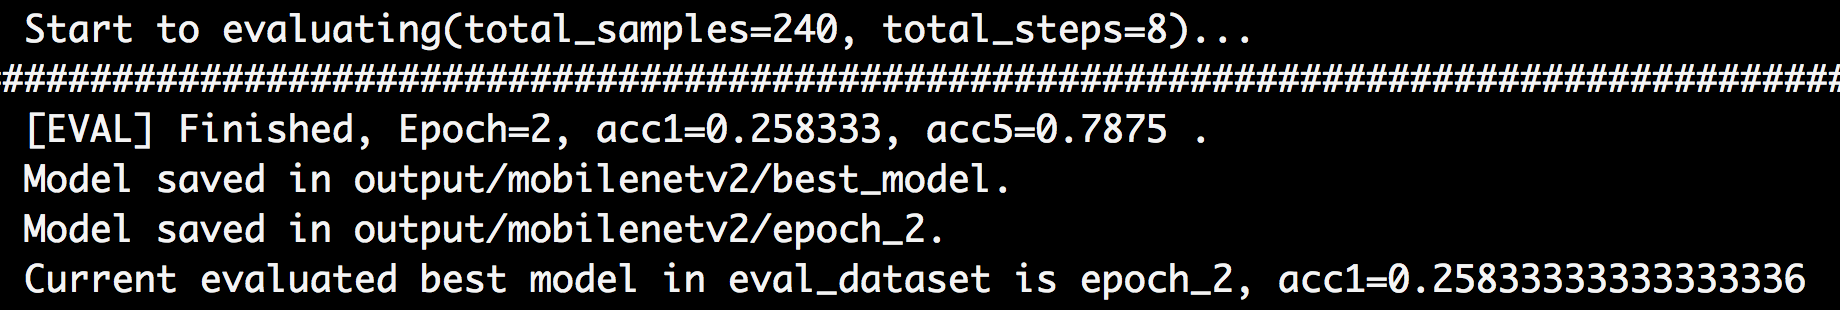 Start to evaluating(total_samples=240, total_steps=8)...
####################################################################################
[EVAL] Finished, Epoch=2, acc1=0.258333, acc5=0.7875 .
Model saved in output/mobilenetv2/best_model.
Model saved in output/mobilenetv2/epoch_2.
Current evaluated best model in eval_dataset is epoch_2, acc1=0.25833333333333336